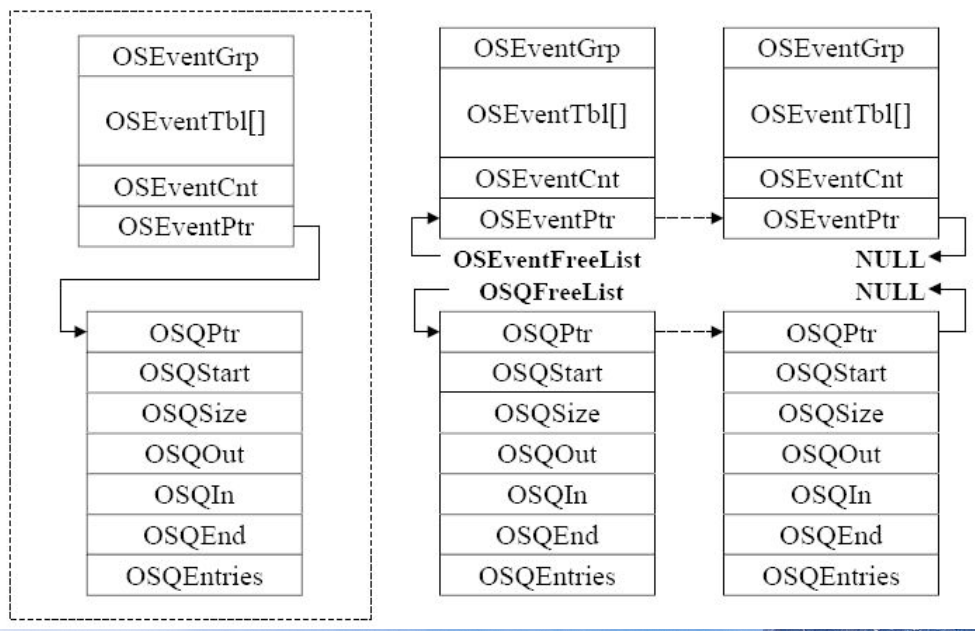 OSEventGrp
OSEventTbl[]
OSEventCnt
OSEventPtr
OSQPtr
OSQStart
OSQSize
OSQOut
OSQIn
OSQEnd
OSQEntries
OSEventGrp
OSEventTbl[]
OSEventCnt
OSEventPtr
OSEventGrp
OSEventTbl[]
OSEventCnt
OSEventPtr
OSEventFreeList
NULL
OSQFreeList
NULL
OSQPtr
OSQStart
OSQSize
OSQOut
OSQIn
OSQEnd
OSQEntries
OSQPtr
OSQStart
OSQSize
OSQOut
OSQIn
OSQEnd
OSQEntries